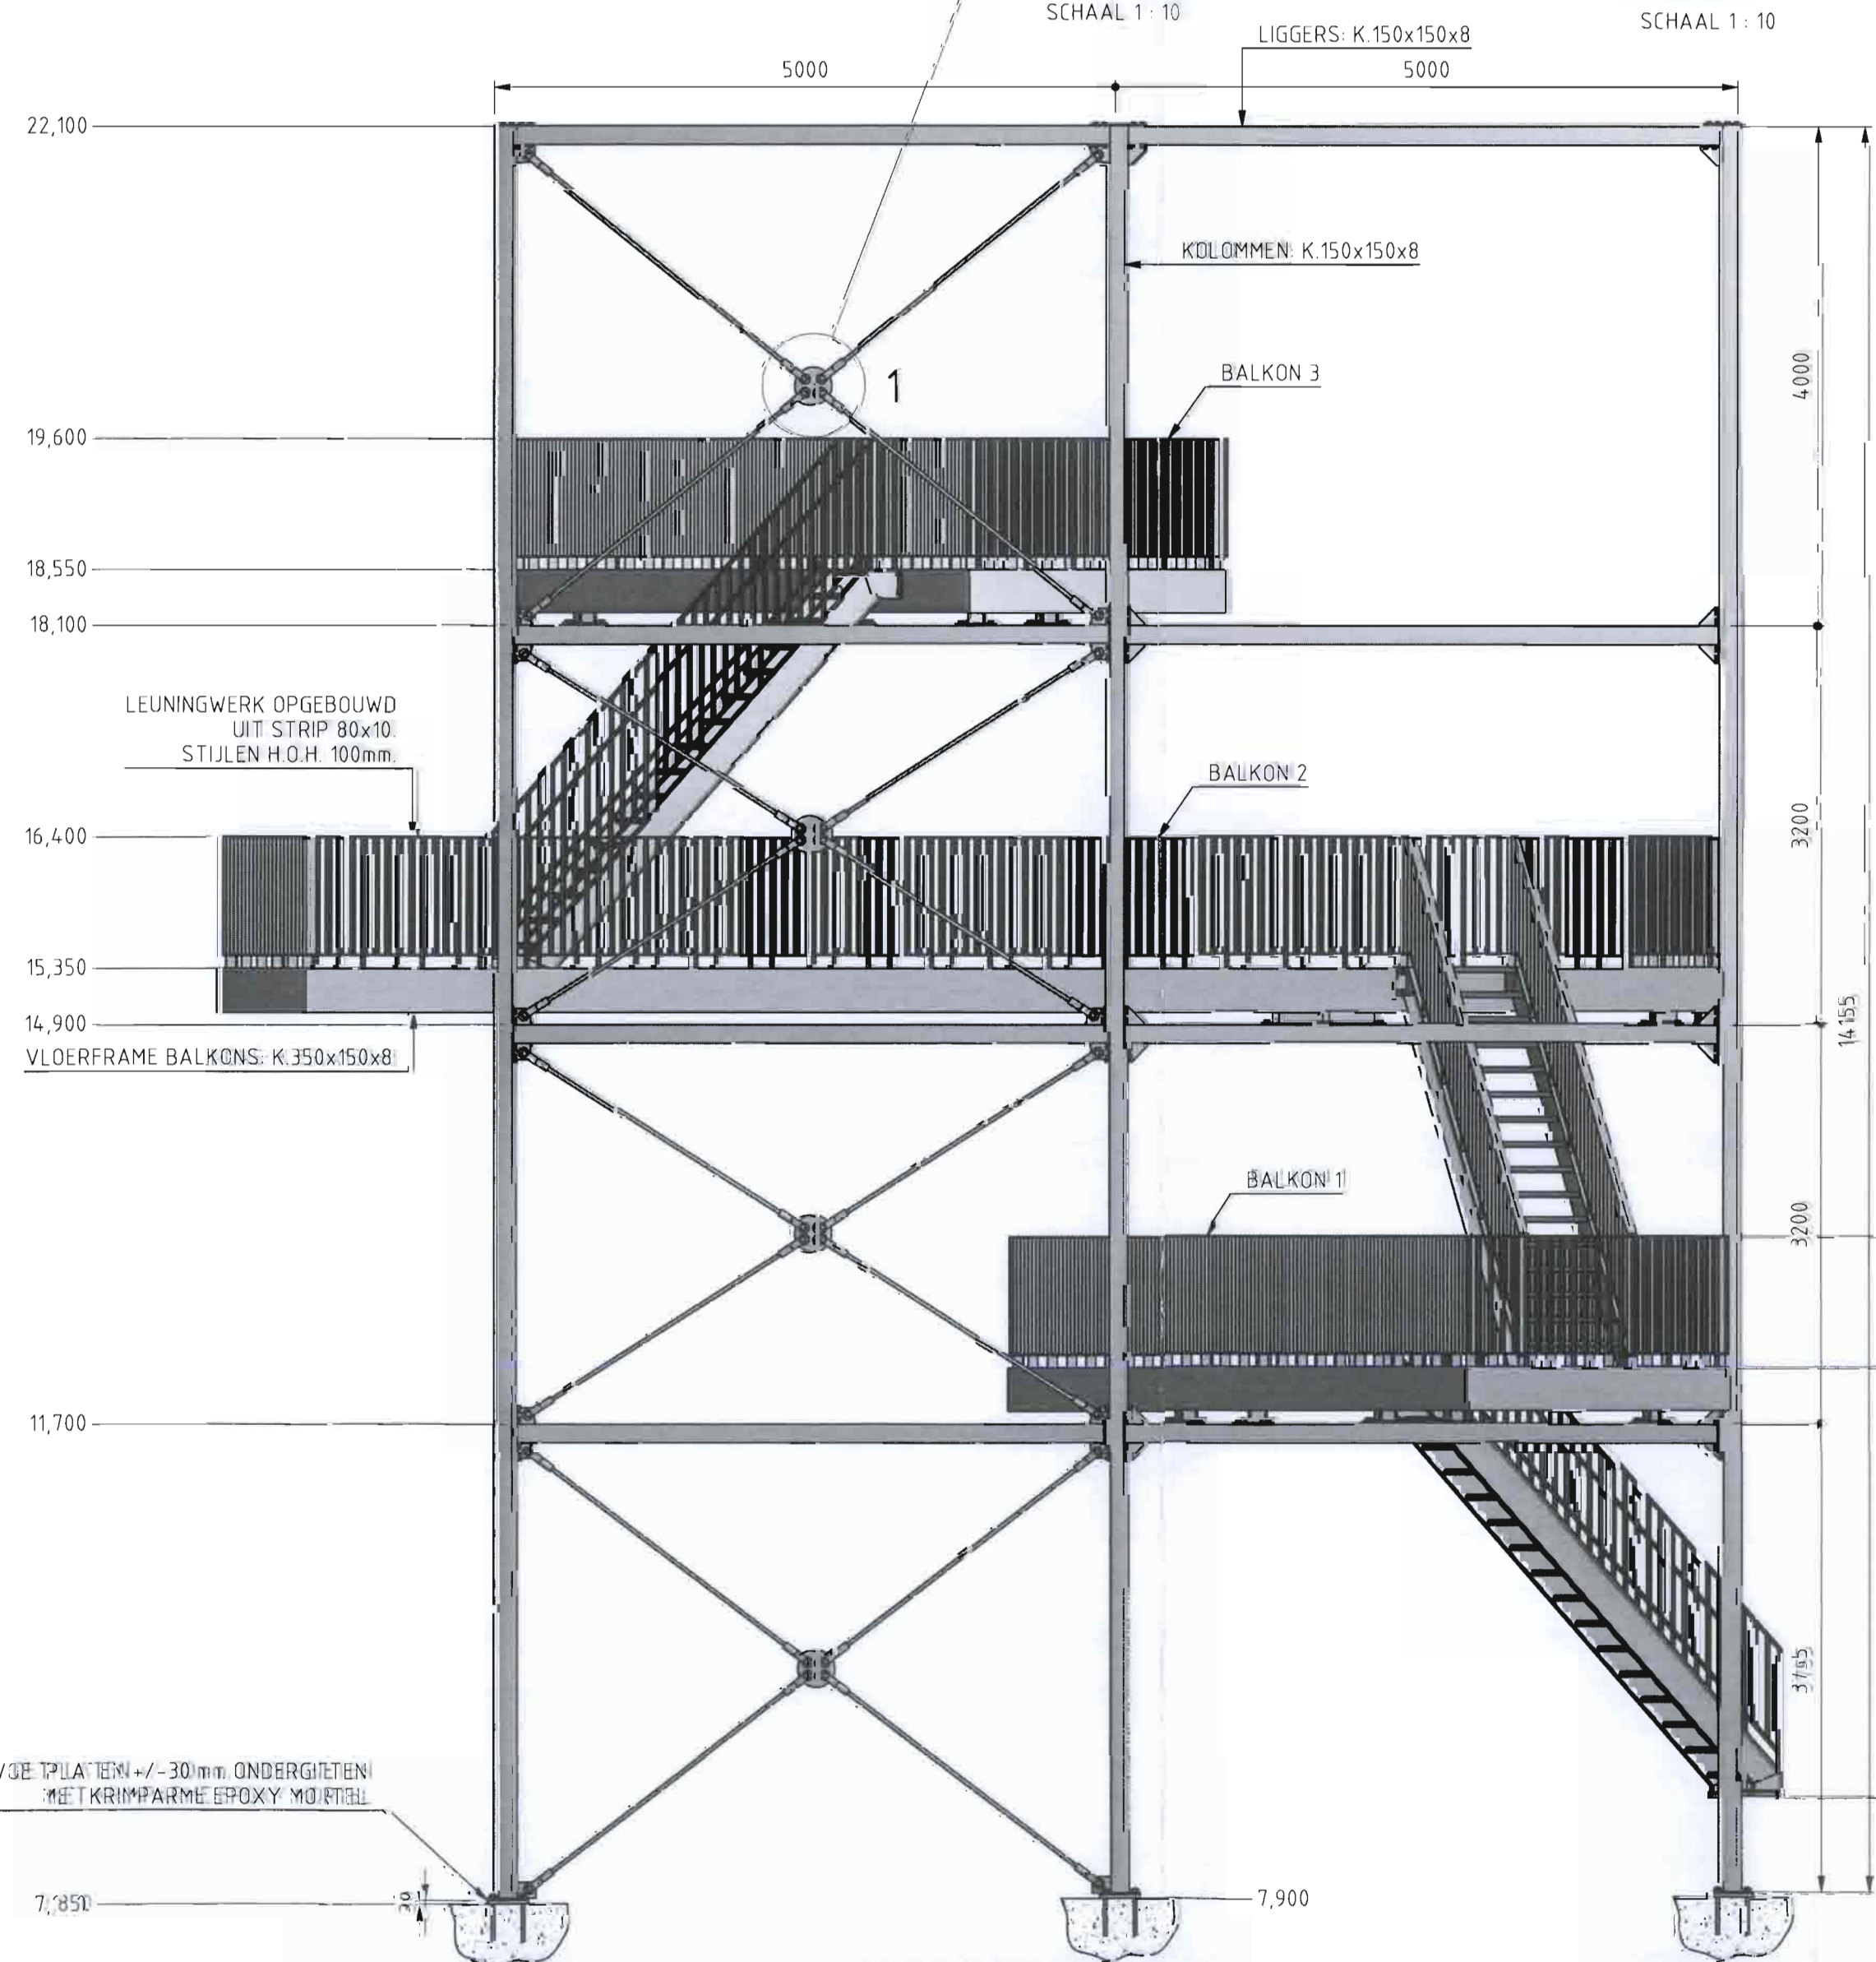 SCHAAL 1 : 10
SCHAAL 1 : 10
LIGGERS: K.150x150x8
5000
5000
22,100
KOLOMMEN: K.150x150x8
4000
BALKON 3
1
19,600
18,550
18,100
LEUNINGWERK OPGEBOUWD
UIT STRIP 80x10.
STIJLEN H.O.H. 100mm.
BALKON 2
16,400
3200
15,350
14,900
14155
VLOERFRAME BALKONS: K.350x150x8
BALKON 1
3200
11,700
+/-30mm ONDERGIETEN
MET KRIMPARME EPOXY MORTEL
7,850
7,900